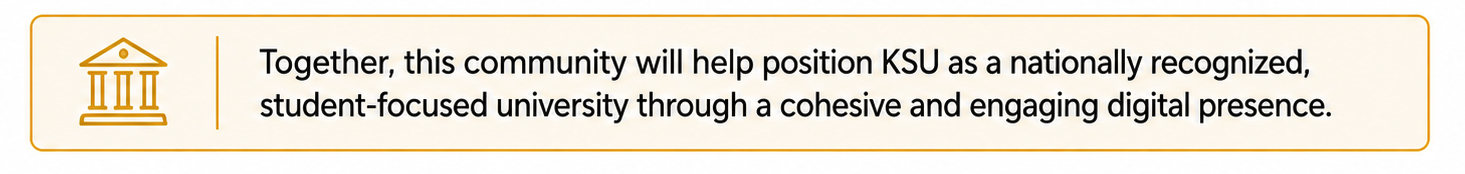 Together, this community will help position KSU as a nationally recognized,
student-focused university through a cohesive and engaging digital presence.